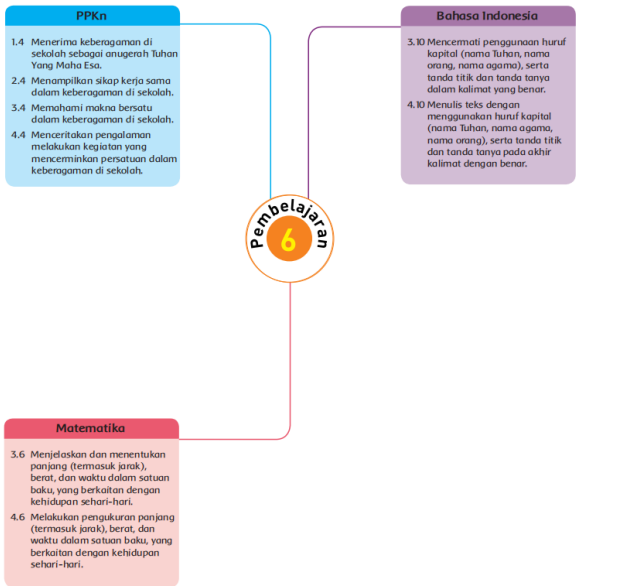 PPKn
1.4 Menerima keberagaman di
sekolah sebagai anugerah Tuhan
Yang Maha Esa.
2.4 Menampilkan sikap kerja sama
dalam keberagaman di sekolah.
3.4 Memahami makna bersatu
dalam keberagaman di sekolah.
4.4 Menceritakan pengalaman
melakukan kegiatan yang
mencerminkan persatuan dalam
keberagaman di sekolah.
Bahasa Indonesia
3.10 Mencermati penggunaan huruf
kapital (nama Tuhan, nama
orang, nama agama), serta
tanda titik dan tanda tanya
dalam kalimat yang benar.
4.10 Menulis teks dengan
menggunakan huruf kapital
(nama Tuhan, nama agama,
nama orang), serta tanda titik
dan tanda tanya pada akhir
kalimat dengan benar.
Pembelajaran
6
Matematika
3.6 Menjelaskan dan menentukan
panjang (termasuk jarak),
berat, dan waktu dalam satuan
baku, yang berkaitan dengan
kehidupan sehari-hari.
4.6 Melakukan pengukuran panjang
(termasuk jarak), berat, dan
waktu dalam satuan baku, yang
berkaitan dengan kehidupan
sehari-hari.